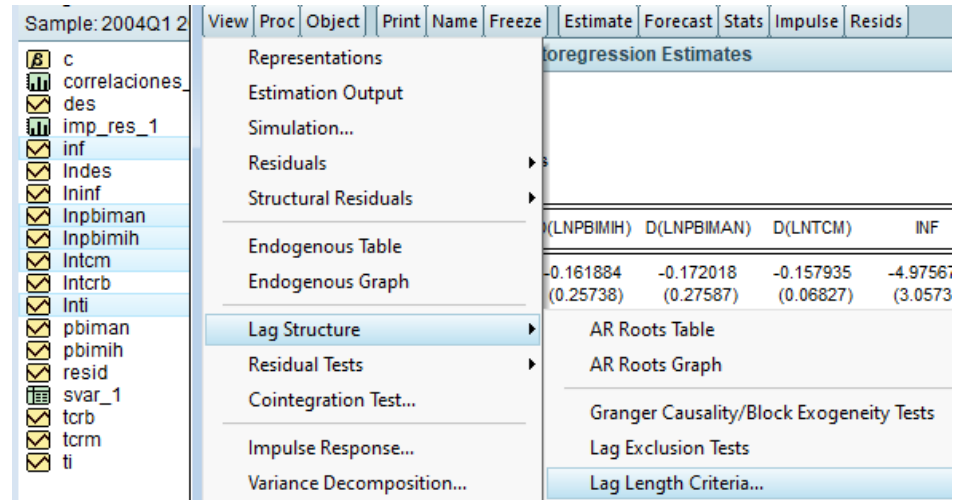 Sample: 2004Q1 2
c
correlaciones_
des
imp_res_1
inf
lndes
lninf
lnpbiman
lnpbimih
lntcm
lntcrb
lnti
pbiman
pbimih
resid
svar_1
tcrb
tcrm
ti
View Proc Object Print Name Freeze Estimate Forecast Stats Impulse Resids
toregression Estimates
Representations
Estimation Output
Simulation...
Residuals
s
Structural Residuals
Endogenous Table
Endogenous Graph
D(LNPBIMIH) D(LNPBIMAN) D(LNTCM) INF
-0.161884 -0.172018 -0.157935 -4.97567
(0.25738) (0.27587) (0.06827) (3.0573
Lag Structure
Residual Tests
Cointegration Test...
Impulse Response...
Variance Decomposition...
AR Roots Table
AR Roots Graph
Granger Causality/Block Exogeneity Tests
Lag Exclusion Tests
Lag Length Criteria...